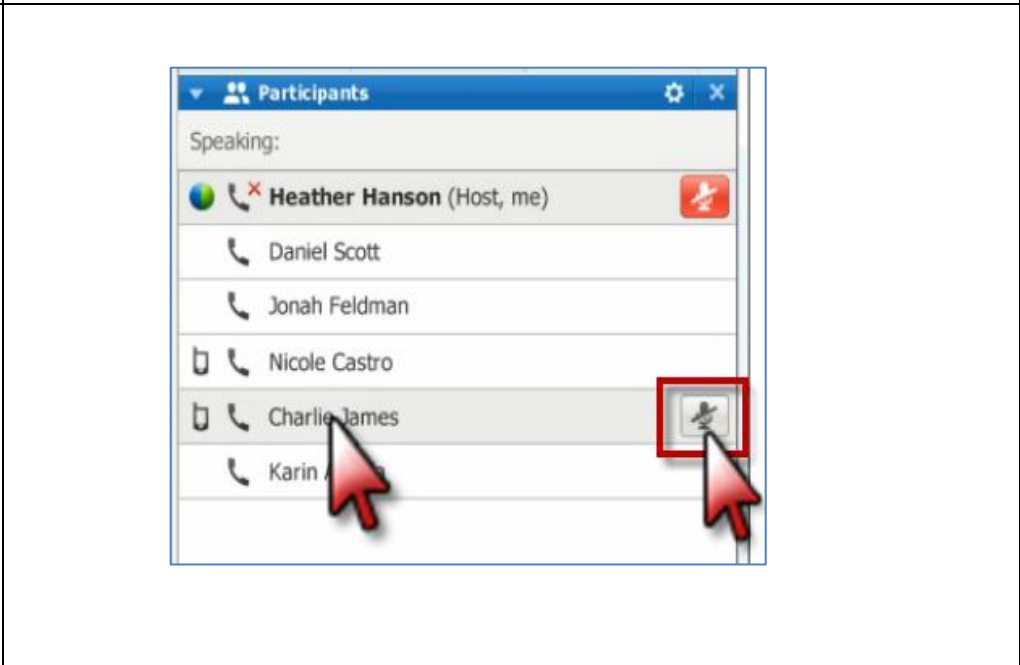 Participants
Speaking:
Heather Hanson (Host, me)
Daniel Scott
Jonah Feldman
Nicole Castro
Charlie James
Karin